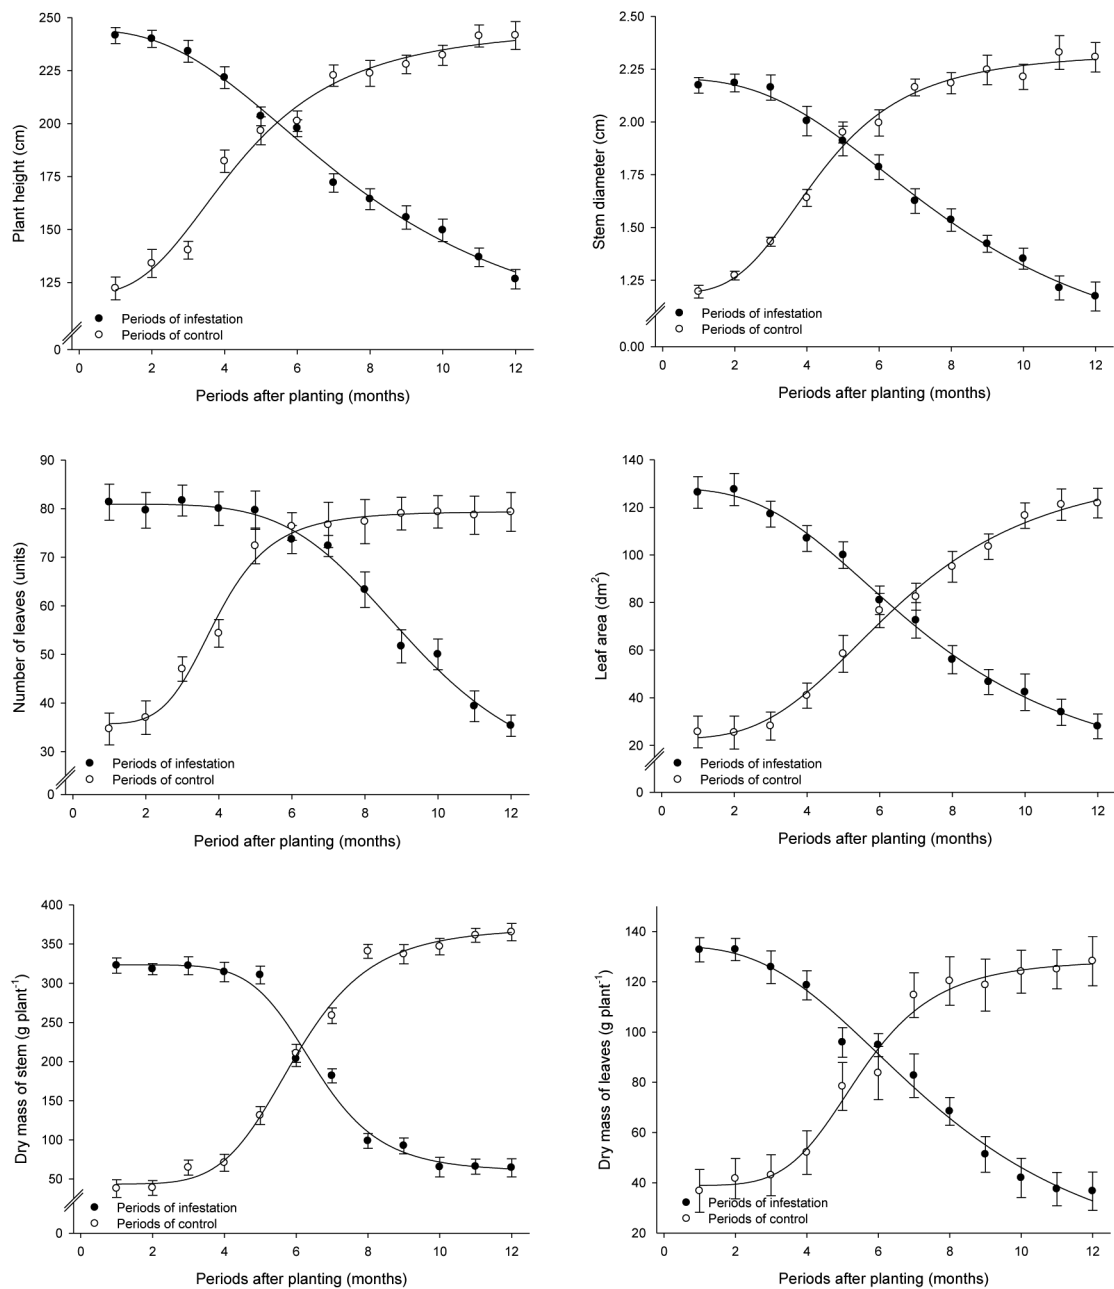 250
225
200
175
150
125
0
Plant height (cm)
Periods of infestation
Periods of control
0 2 4 6 8 10 12
Periods after planting (months)
2.50
2.25
2.00
1.75
1.50
1.25
0.00
Stem diameter (cm)
Periods of infestation
Periods of control
0 2 4 6 8 10 12
Periods after planting (months)
90
80
70
60
50
40
30
0
Number of leaves (units)
Periods of infestation
Periods of control
0 2 4 6 8 10 12
Period after planting (months)
140
120
100
80
60
40
20
0
Leaf area (dm²)
Periods of infestation
Periods of control
0 2 4 6 8 10 12
Periods after planting (months)
400
350
300
250
200
150
100
50
0
Dry mass of stem (g plant⁻¹)
Periods of infestation
Periods of control
0 2 4 6 8 10 12
Periods after planting (months)
140
120
100
80
60
40
20
Dry mass of leaves (g plant⁻¹)
Periods of infestation
Periods of control
0 2 4 6 8 10 12
Periods after planting (months)